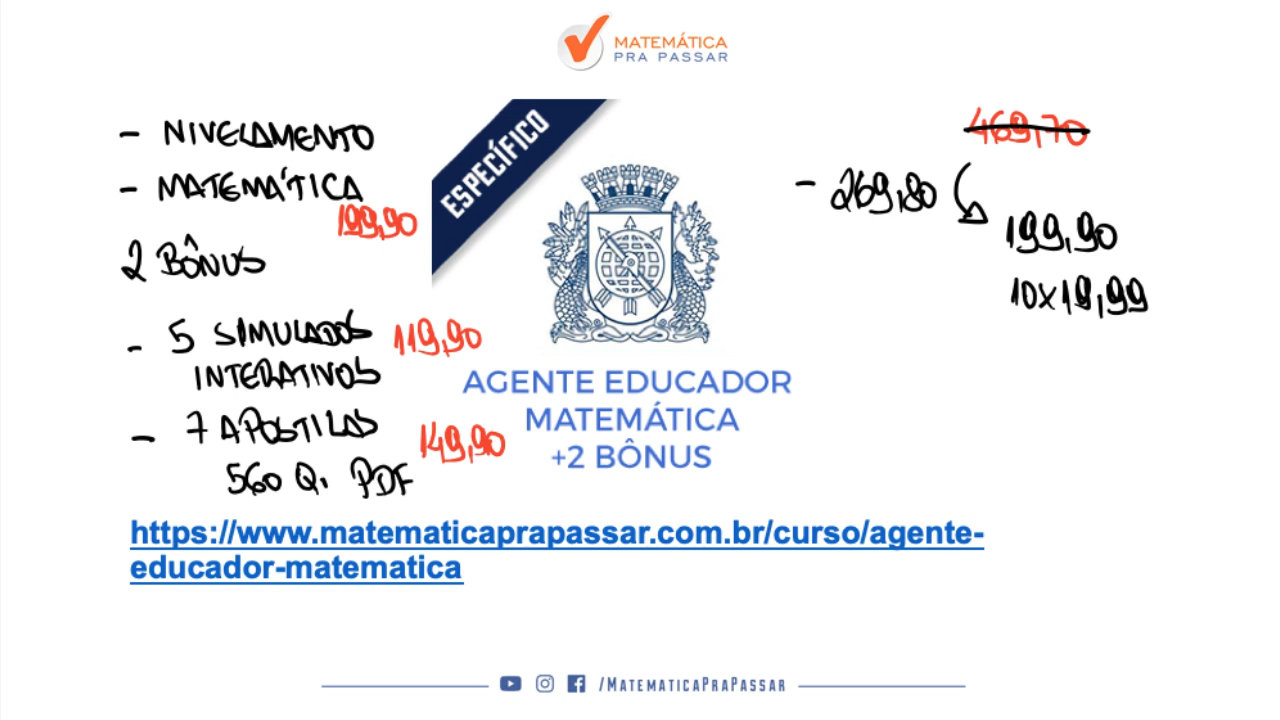 MATEMÁTICA
PRA PASSAR
- NIVELAMENTO
- MATEMÁTICA
199,90
2 BÔNUS
- 5 SIMULADOS
INTERATIVOS
119,90
- 7 APOSTILAS
560 Q. PDF
149,90
ESPECÍFICO
AGENTE EDUCADOR
MATEMÁTICA
+2 BÔNUS
469,70
- 269,80
199,90
10x19,99
https://www.matematicaprapassar.com.br/curso/agente-
educador-matematica
/MATEMATICAPRAPASSAR